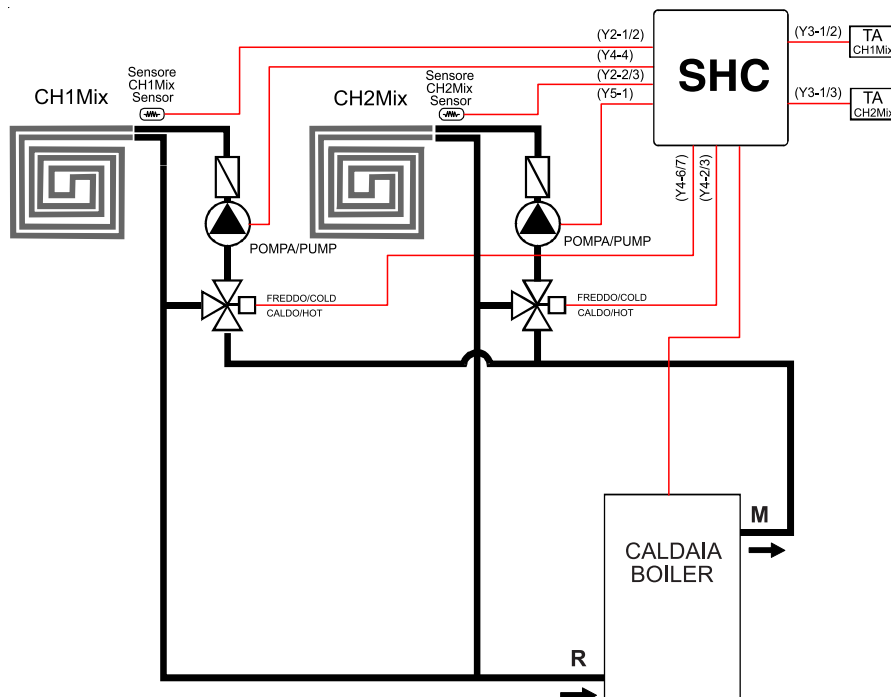 (Y2-1/2)
(Y4-4)
(Y2-2/3)
(Y5-1)
SHC
(Y3-1/2)
TA
CH1Mix
(Y3-1/3)
TA
CH2Mix
Sensore
CH1Mix
Sensor
CH1Mix
Sensore
CH2Mix
Sensor
CH2Mix
(Y4-6/7)
(Y4-2/3)
POMPA/PUMP
POMPA/PUMP
FREDDO/COLD
CALDO/HOT
FREDDO/COLD
CALDO/HOT
M
CALDAIA
BOILER
R